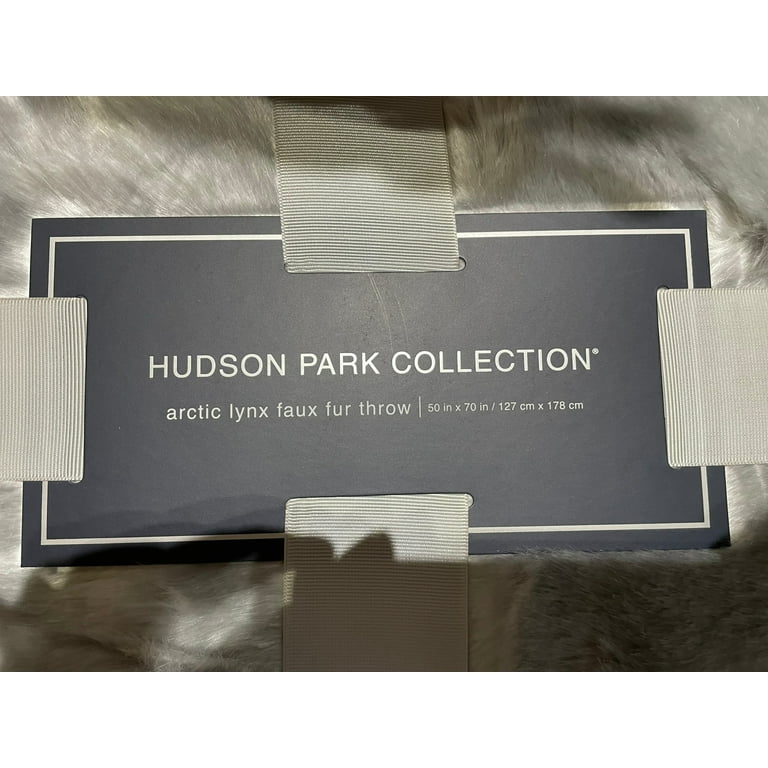 HUDSON PARK COLLECTION®
arctic lynx faux fur throw | 50 in x 70 in / 127 cm x 178 cm